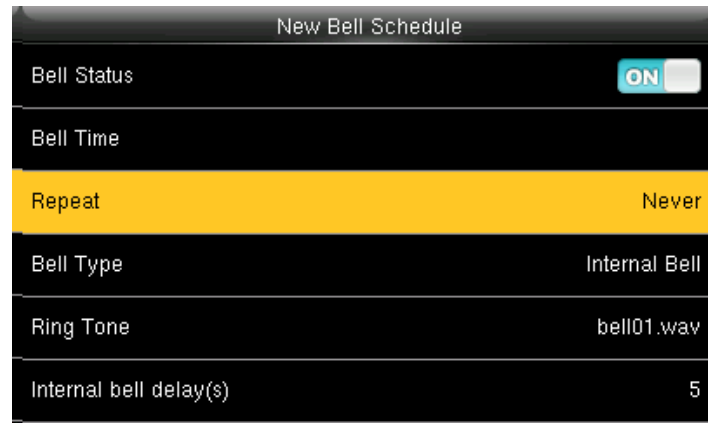 New Bell Schedule
Bell Status ON
Bell Time
Repeat Never
Bell Type Internal Bell
Ring Tone bell01.wav
Internal bell delay(s) 5